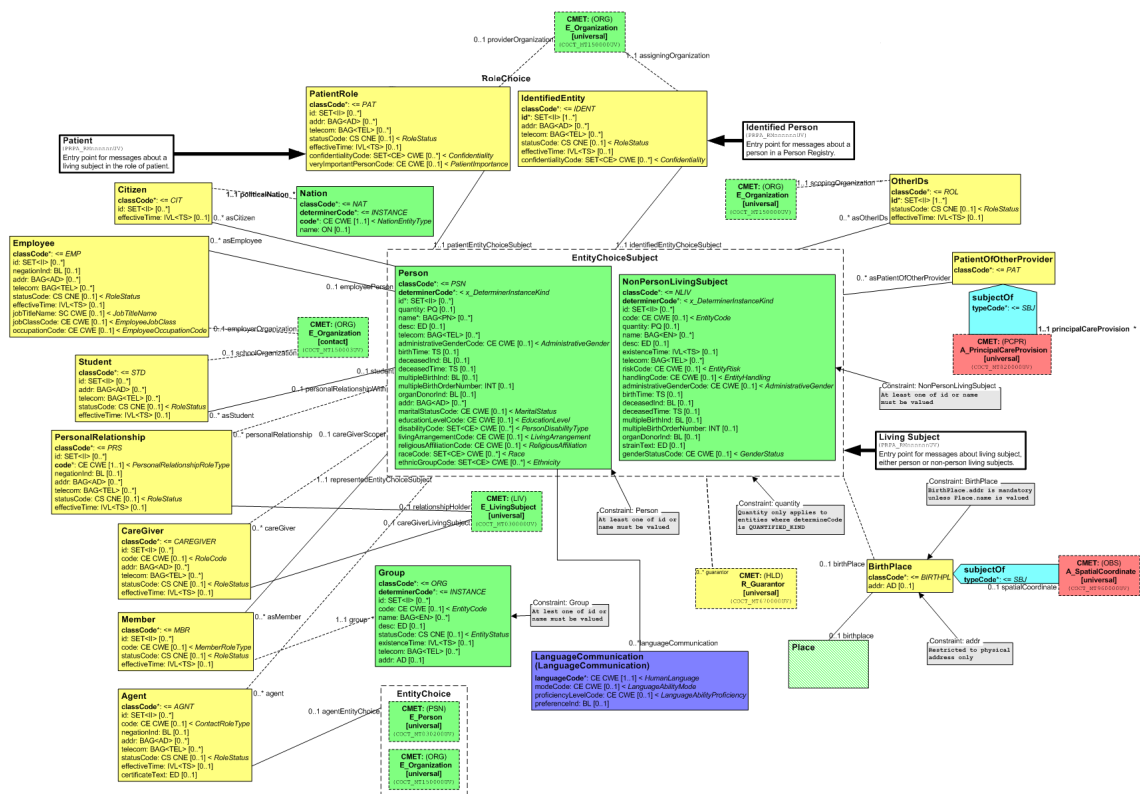 CMET: (ORG)
E_Organization
[universal]
(COCT_MT150000UV)
0..1 providerOrganization
1..1 assigningOrganization
RoleChoice
PatientRole
classCode*: <= PAT
id: SET<II> [0..*]
addr: BAG<AD> [0..*]
telecom: BAG<TEL> [0..*]
statusCode: CS CNE [0..1] < RoleStatus
effectiveTime: IVL<TS> [0..1]
confidentialityCode: SET<CE> CWE [0..*] < Confidentiality
veryImportantPersonCode: CE CWE [0..1] < PatientImportance
IdentifiedEntity
classCode*: <= IDENT
id*: SET<II> [1..*]
addr: BAG<AD> [0..*]
telecom: BAG<TEL> [0..*]
statusCode: CS CNE [0..1] < RoleStatus
effectiveTime: IVL<TS> [0..1]
confidentialityCode: SET<CE> CWE [0..*] < Confidentiality
Patient
Entry point for messages about a
living subject in the role of patient.
Identified Person
Entry point for messages about a
person in a Person Registry.
Citizen
classCode*: <= CIT
id: SET<II> [0..*]
effectiveTime: IVL<TS> [0..1]
1..1 politicalNation *
0..* asCitizen
Nation
classCode*: <= NAT
determinerCode*: <= INSTANCE
code*: CE CWE [1..1] < NationEntityType
name: ON [0..1]
CMET: (ORG)
E_Organization
[universal]
(COCT_MT150000UV)
1..1 scopingOrganization
OtherIDs
classCode*: <= ROL
id*: SET<II> [1..*]
statusCode: CS CNE [0..1] < RoleStatus
effectiveTime: IVL<TS> [0..1]
0..* asOtherIDs
Employee
classCode*: <= EMP
id: SET<II> [0..*]
negationInd: BL [0..1]
addr: BAG<AD> [0..*]
telecom: BAG<TEL> [0..*]
statusCode: CS CNE [0..1] < RoleStatus
effectiveTime: IVL<TS> [0..1]
jobTitleName: SC CWE [0..1] < JobTitleName
jobClassCode: CE CWE [0..1] < EmployeeJobClass
occupationCode: CE CWE [0..1] < EmployeeOccupationCode
0..* asEmployee
0..1 employeePerson
0..1 employerOrganization
CMET: (ORG)
E_Organization
[contact]
(COCT_MT150003UV)
0..1 schoolOrganization
1..1 patientEntityChoiceSubject
1..1 identifiedEntityChoiceSubject
EntityChoiceSubject
Person
classCode*: <= PSN
determinerCode*: < x_DeterminerInstanceKind
id*: SET<II> [0..*]
quantity: PQ [0..1]
name*: BAG<PN> [0..*]
desc: ED [0..1]
telecom: BAG<TEL> [0..*]
administrativeGenderCode: CE CWE [0..1] < AdministrativeGender
birthTime: TS [0..1]
deceasedInd: BL [0..1]
deceasedTime: TS [0..1]
multipleBirthInd: BL [0..1]
multipleBirthOrderNumber: INT [0..1]
organDonorInd: BL [0..1]
addr: BAG<AD> [0..*]
maritalStatusCode: CE CWE [0..1] < MaritalStatus
educationLevelCode: CE CWE [0..1] < EducationLevel
disabilityCode: SET<CE> CWE [0..*] < PersonDisabilityType
livingArrangementCode: CE CWE [0..1] < LivingArrangement
religiousAffiliationCode: CE CWE [0..1] < ReligiousAffiliation
raceCode: SET<CE> CWE [0..*] < Race
ethnicGroupCode: SET<CE> CWE [0..*] < Ethnicity
NonPersonLivingSubject
classCode*: <= NLIV
determinerCode*: < x_DeterminerInstanceKind
id: SET<II> [0..*]
code: CE CWE [0..1] < EntityCode
quantity: PQ [0..1]
name: BAG<EN> [0..*]
desc: ED [0..1]
existenceTime: IVL<TS> [0..1]
telecom: BAG<TEL> [0..*]
riskCode: CE CWE [0..1] < EntityRisk
handlingCode: CE CWE [0..1] < EntityHandling
administrativeGenderCode: CE CWE [0..1] < AdministrativeGender
birthTime: TS [0..1]
deceasedInd: BL [0..1]
deceasedTime: TS [0..1]
multipleBirthInd: BL [0..1]
multipleBirthOrderNumber: INT [0..1]
organDonorInd: BL [0..1]
strainText: ED [0..1]
genderStatusCode: CE CWE [0..1] < GenderStatus
PatientOfOtherProvider
classCode*: <= PAT
0..* asPatientOfOtherProvider
subjectOf
typeCode*: <= SBJ
1..1 principalCareProvision *
CMET: (PCPR)
A_PrincipalCareProvision
[universal]
Constraint: NonPersonLivingSubject
At least one of id or name
must be valued
Student
classCode*: <= STD
id: SET<II> [0..*]
addr: BAG<AD> [0..*]
telecom: BAG<TEL> [0..*]
statusCode: CS CNE [0..1] < RoleStatus
effectiveTime: IVL<TS> [0..1]
0..1 student
0..1 personalRelationshipWith
0..* asStudent
0..* personalRelationship
0..1 careGiverScoper
Living Subject
Entry point for messages about living subject,
either person or non-person living subjects.
PersonalRelationship
classCode*: <= PRS
id: SET<II> [0..*]
code*: CE CWE [1..1] < PersonalRelationshipRoleType
negationInd: BL [0..1]
addr: BAG<AD> [0..*]
telecom: BAG<TEL> [0..*]
statusCode: CS CNE [0..1] < RoleStatus
effectiveTime: IVL<TS> [0..1]
1..1 representedEntityChoiceSubject
0..1 relationshipHolder
0..1 careGiverLivingSubject
CMET: (LIV)
E_LivingSubject
[universal]
(COCT_MT030000UV)
Constraint: Person
At least one of id or
name must be valued
Constraint: quantity
Quantity only applies to
entities where determineCode
is QUANTIFIED_KIND
Constraint: BirthPlace
BirthPlace.addr is mandatory
unless Place.name is valued
CareGiver
classCode*: <= CAREGIVER
id: SET<II> [0..*]
code: CE CWE [0..1] < RoleCode
addr: BAG<AD> [0..*]
telecom: BAG<TEL> [0..*]
statusCode: CS CNE [0..1] < RoleStatus
effectiveTime: IVL<TS> [0..1]
0..* careGiver
0..1 birthPlace
BirthPlace
classCode*: <= BIRTHPL
addr: AD [0..1]
subjectOf
typeCode*: <= SBJ
0..1 spatialCoordinate
CMET: (OBS)
A_SpatialCoordinate
[universal]
Group
classCode*: <= ORG
determinerCode*: <= INSTANCE
id: SET<II> [0..*]
code: CE CWE [0..1] < EntityCode
name: BAG<EN> [0..*]
desc: ED [0..1]
statusCode: CS CNE [0..1] < EntityStatus
existenceTime: IVL<TS> [0..1]
telecom: BAG<TEL> [0..*]
addr: AD [0..1]
Constraint: Group
At leet one of id or
name must be valued
0..* guarantor
CMET: (HLD)
R_Guarantor
[universal]
(COCT_MT670000UV)
Member
classCode*: <= MBR
id: SET<II> [0..*]
code: CE CWE [0..1] < MemberRoleType
statusCode: CS CNE [0..1] < RoleStatus
effectiveTime: IVL<TS> [0..1]
0..* asMember
1..1 group
0..1 birthplace
Place
Constraint: addr
Restricted to physical
address only
0..* languageCommunication
LanguageCommunication
(LanguageCommunication)
languageCode*: CE CWE [1..1] < HumanLanguage
modeCode: CE CWE [0..1] < LanguageAbilityMode
proficiencyLevelCode: CE CWE [0..1] < LanguageAbilityProficiency
preferenceInd: BL [0..1]
Agent
classCode*: <= AGNT
id: SET<II> [0..*]
code: CE CWE [0..1] < ContactRoleType
negationInd: BL [0..1]
addr: BAG<AD> [0..*]
telecom: BAG<TEL> [0..*]
statusCode: CS CNE [0..1] < RoleStatus
effectiveTime: IVL<TS> [0..1]
certificateText: ED [0..1]
0..* agent
0..1 agentEntityChoice
EntityChoice
CMET: (PSN)
E_Person
[universal]
(COCT_MT030200UV)
CMET: (ORG)
E_Organization
[universal]
(COCT_MT150000UV)